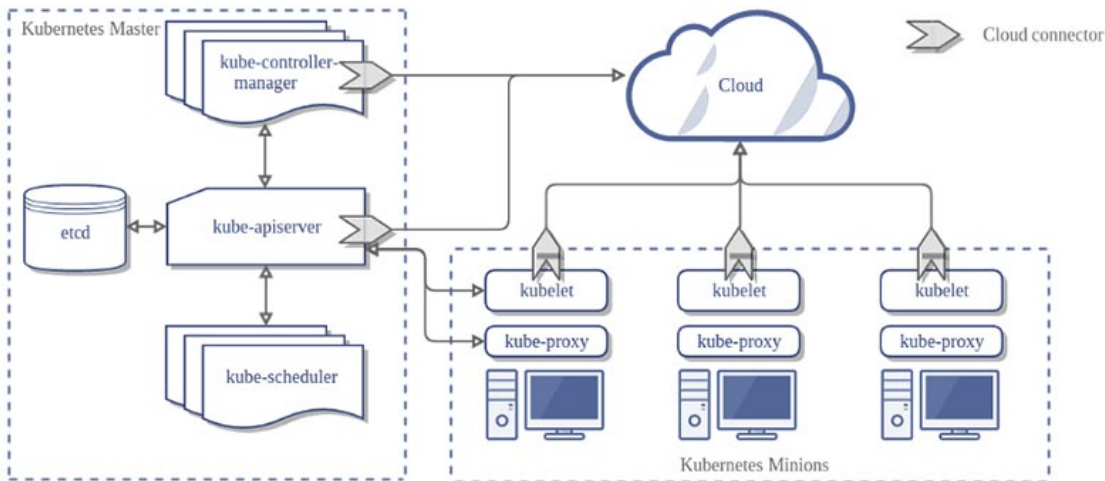 Kubernetes Master
kube-controller-
manager
Cloud
Cloud connector
etcd
kube-apiserver
kubelet
kubelet
kubelet
kube-proxy
kube-proxy
kube-proxy
kube-scheduler
Kubernetes Minions